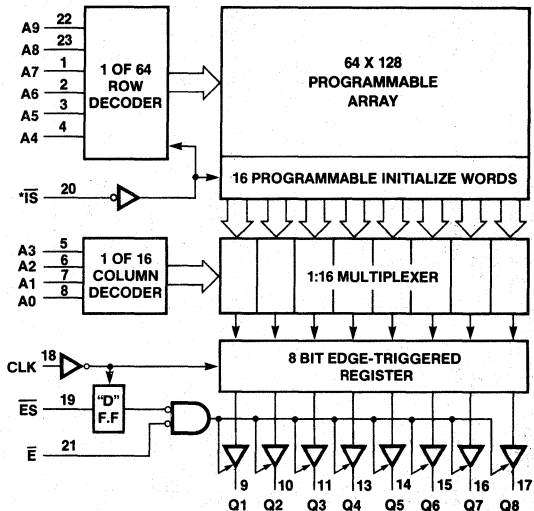 A9 22
A8 23
A7 1
A6 2
A5 3
A4 4
1 OF 64
ROW
DECODER
64 X 128
PROGRAMMABLE
ARRAY
16 PROGRAMMABLE INITIALIZE WORDS
*I̅S̅ 20
A3 5
A2 6
A1 7
A0 8
1 OF 16
COLUMN
DECODER
1:16 MULTIPLEXER
CLK 18
8 BIT EDGE-TRIGGERED
REGISTER
E̅S̅ 19
"D"
F.F
E̅ 21
9 10 11 13 14 15 16 17
Q1 Q2 Q3 Q4 Q5 Q6 Q7 Q8